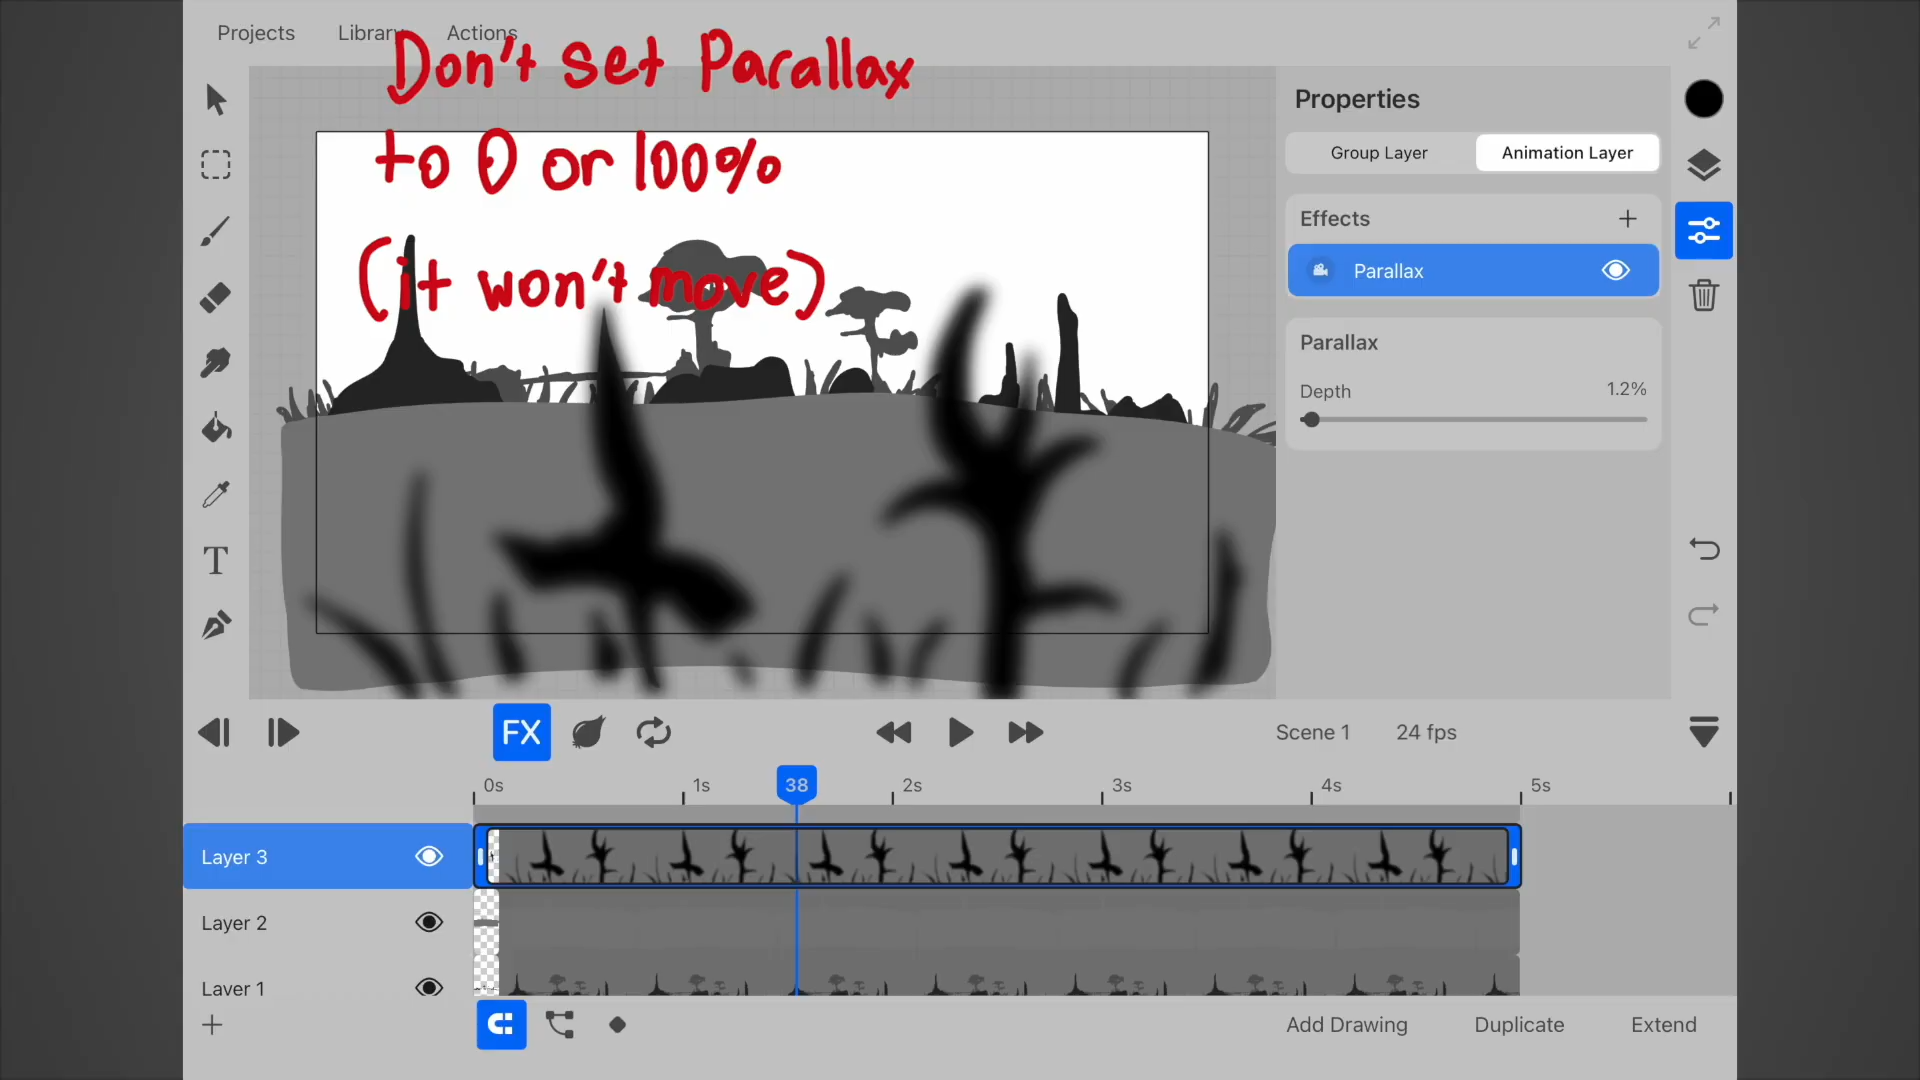 Projects Library Actions
Don't set Parallax
to 0 or 100%
(it won't move)
Properties
Group Layer Animation Layer
Effects +
Parallax
Parallax
Depth 1.2%
T
FX
Scene 1 24 fps
0s 1s 38 2s 3s 4s 5s
Layer 3
Layer 2
Layer 1
+ Add Drawing Duplicate Extend